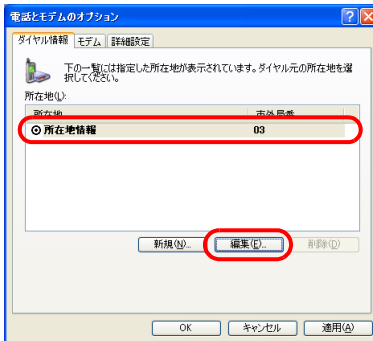 電話とモデムのオプション
ダイヤル情報 モデム 詳細設定
下の一覧には指定した所在地が表示されています。ダイヤル元の所在地を選
択してください。
所在地(L):
所在地 市外局番
所在地情報 03
新規(N)... 編集(E)... 削除(D)
OK キャンセル 適用(A)